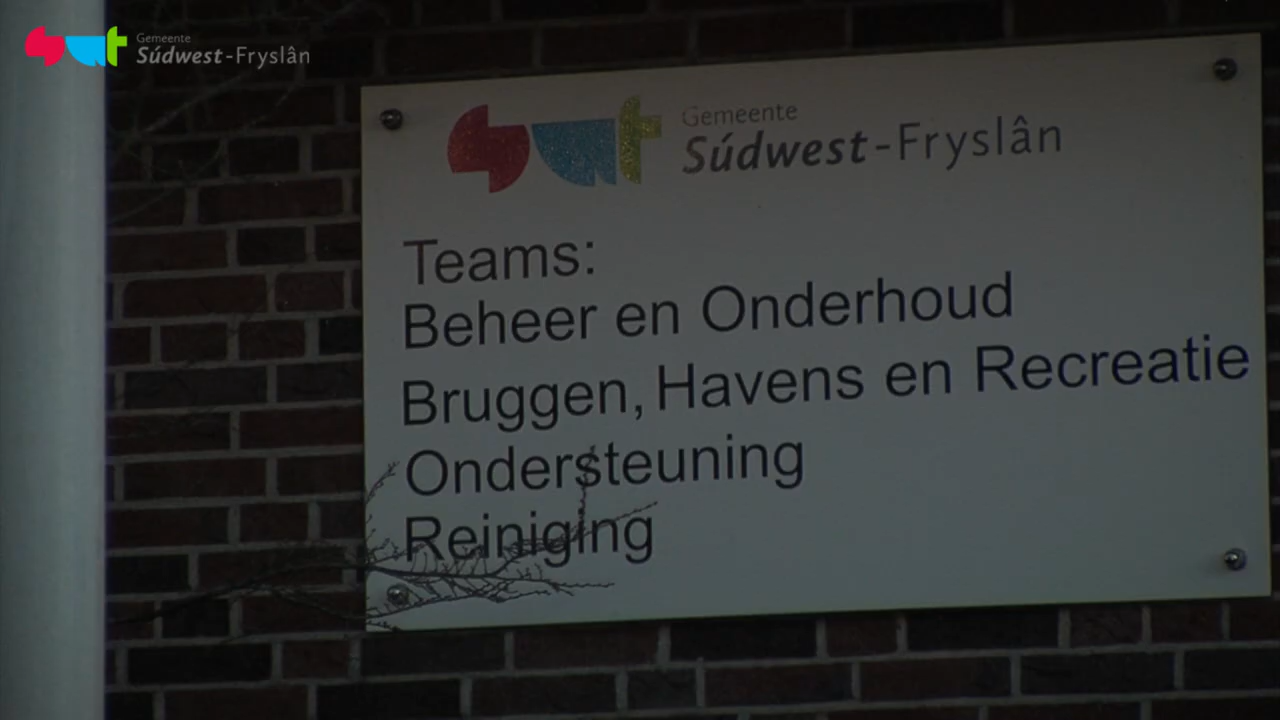 Gemeente
Súdwest-Fryslân
Gemeente
Súdwest-Fryslân
Teams:
Beheer en Onderhoud
Bruggen, Havens en Recreatie
Ondersteuning
Reiniging